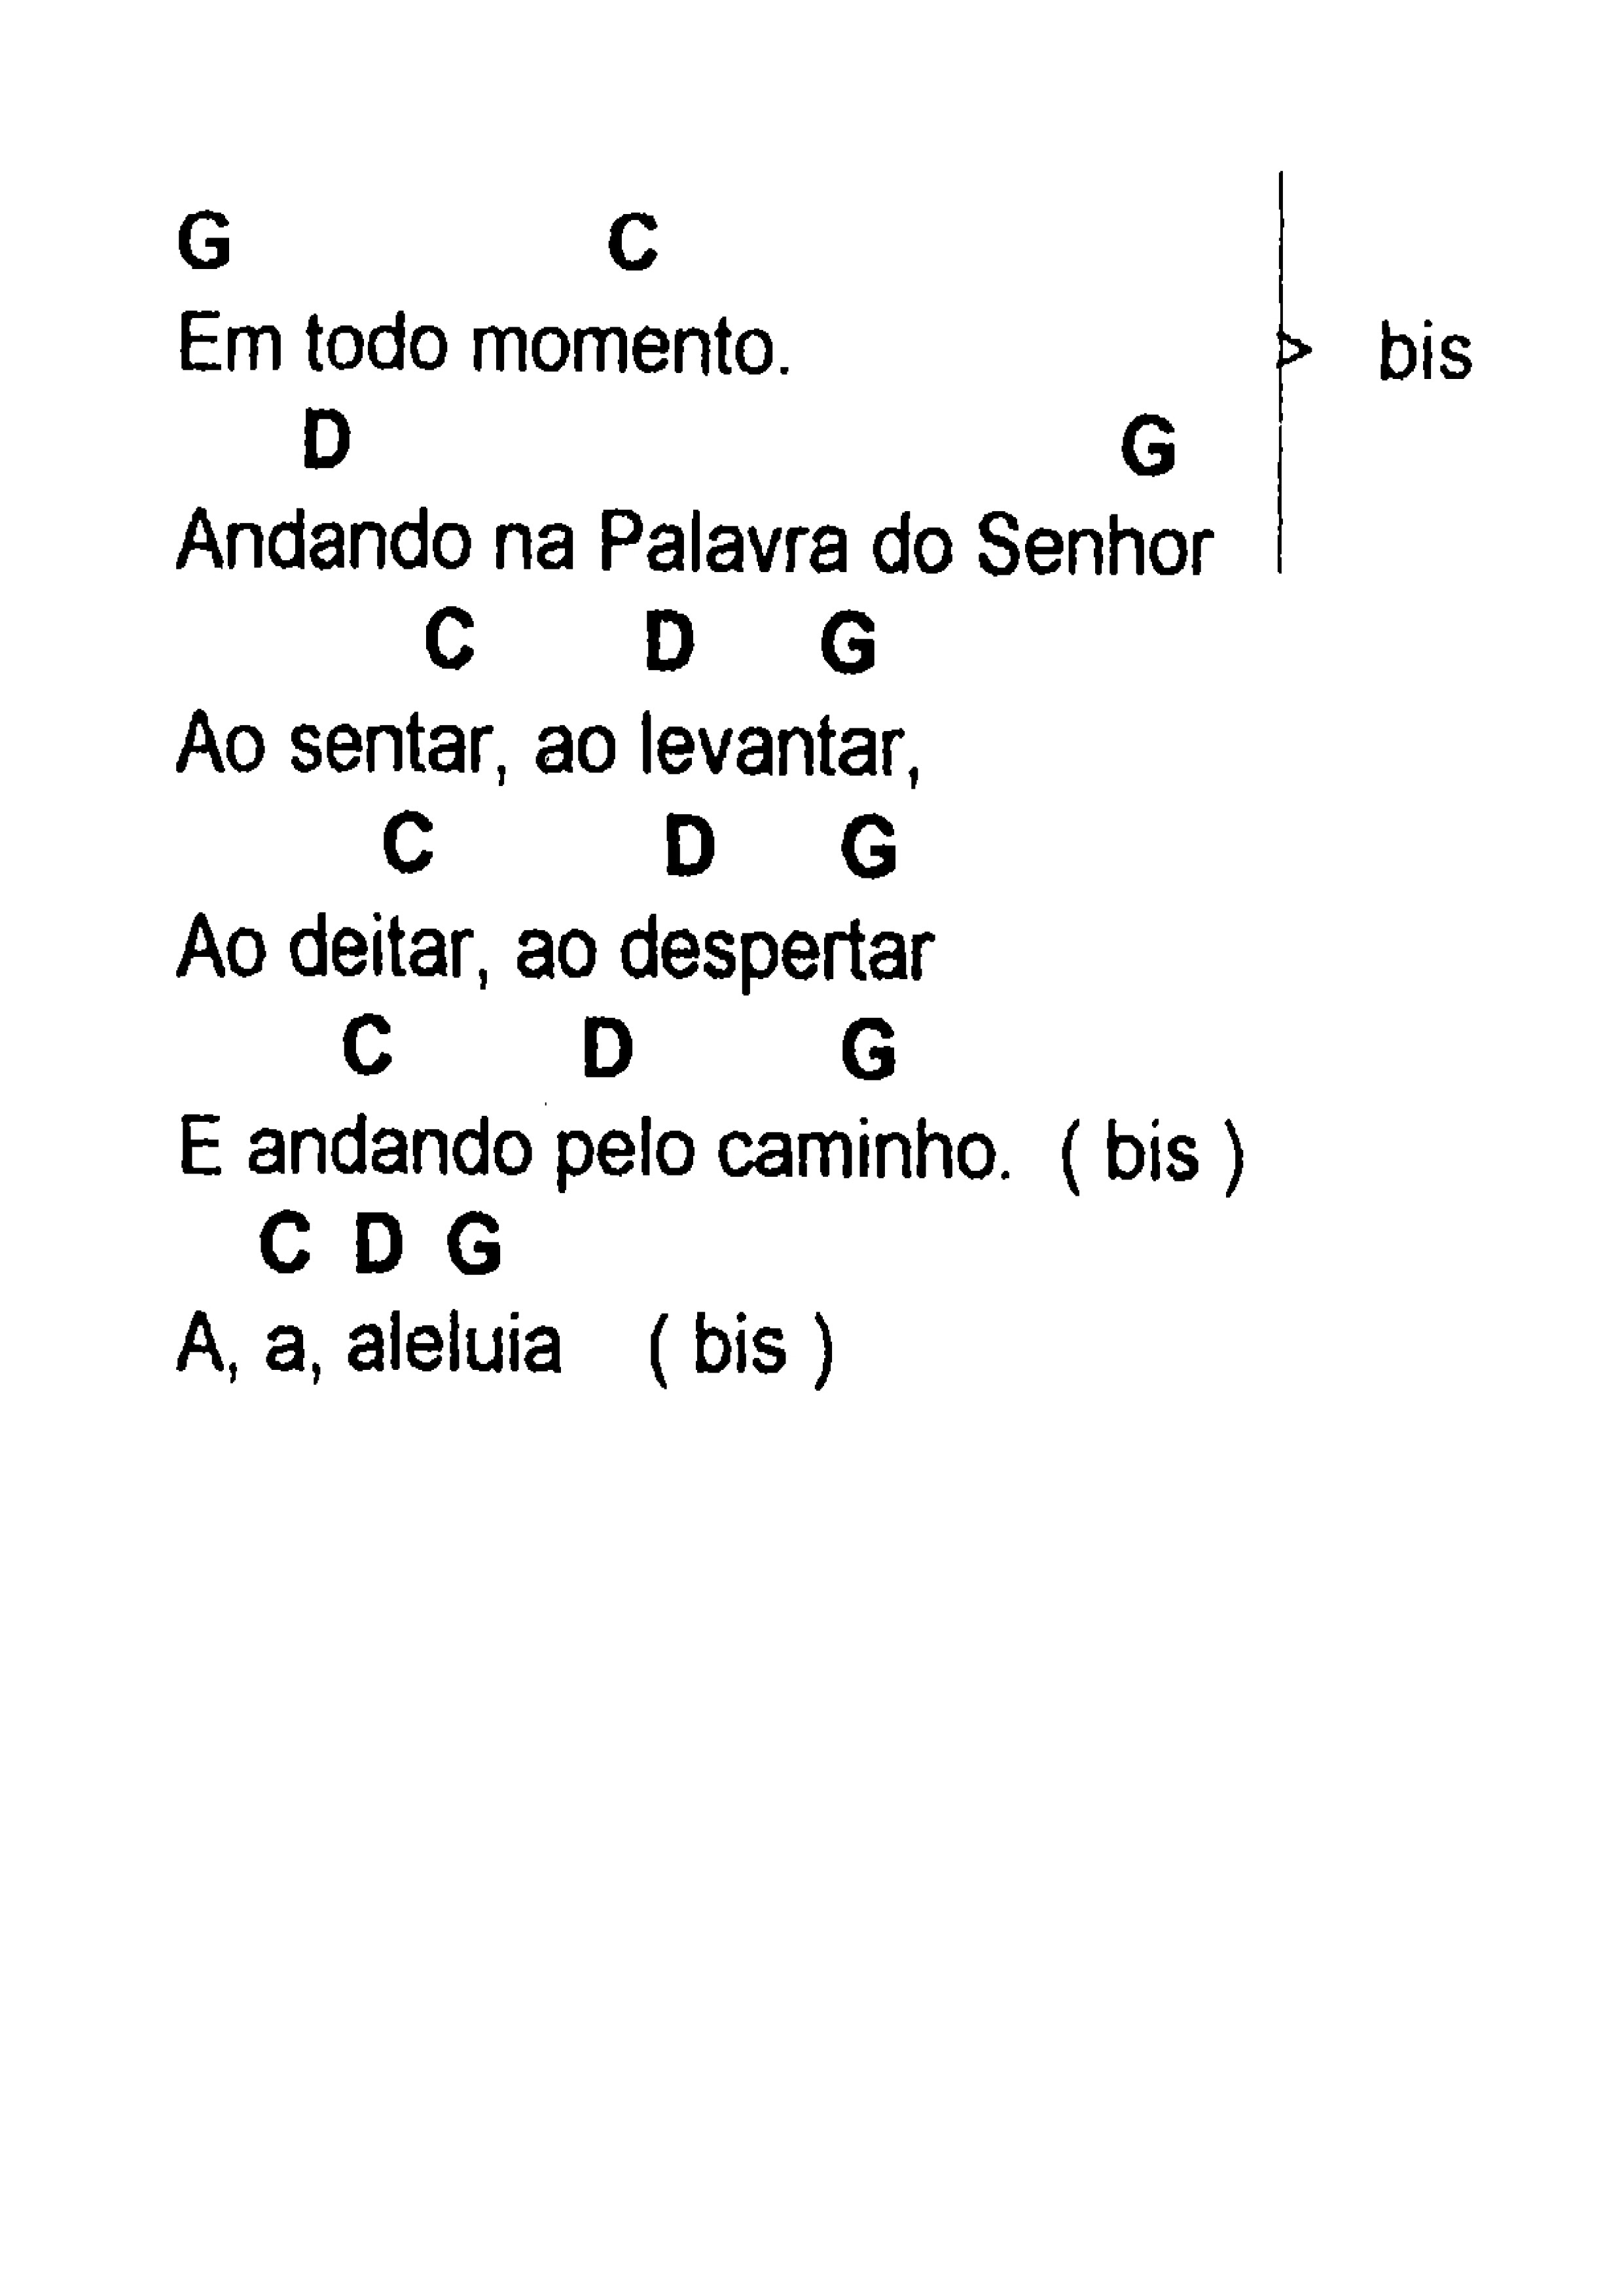 G C
Em todo momento. > bis
D G
Andando na Palavra do Senhor
C D G
Ao sentar, ao levantar,
C D G
Ao deitar, ao despertar
C D G
E andando pelo caminho. ( bis )
C D G
A, a, aleluia ( bis )